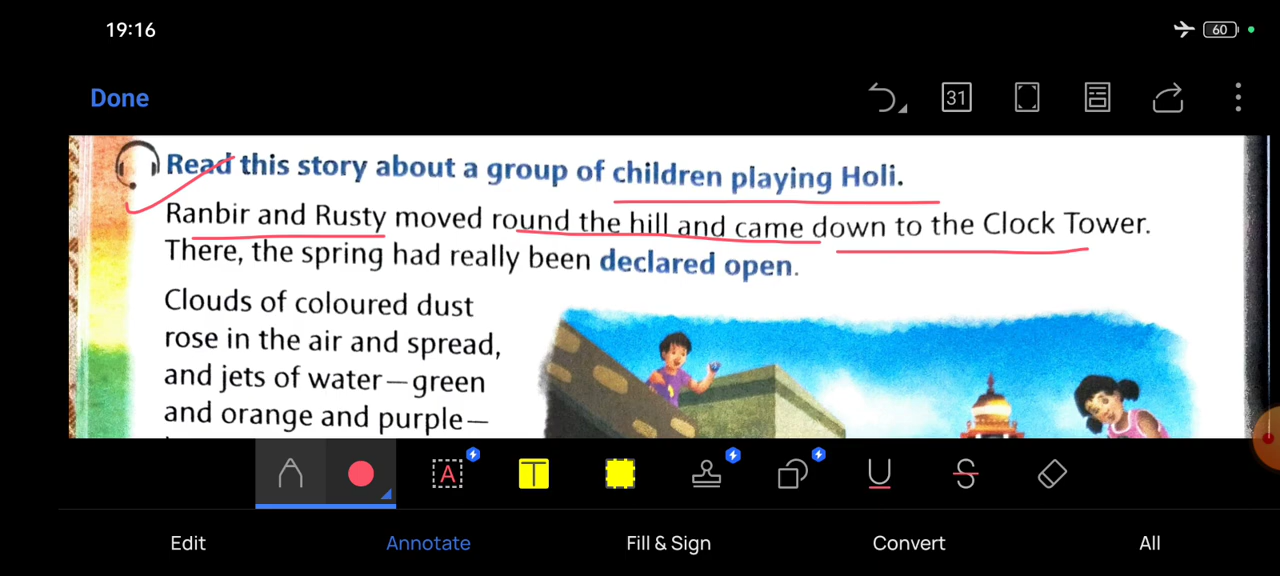 19:16
60
Done
31
Read this story about a group of children playing Holi.
Ranbir and Rusty moved round the hill and came down to the Clock Tower.
There, the spring had really been declared open.
Clouds of coloured dust
rose in the air and spread,
and jets of water—green
and orange and purple—
A T U S
Edit Annotate Fill & Sign Convert All